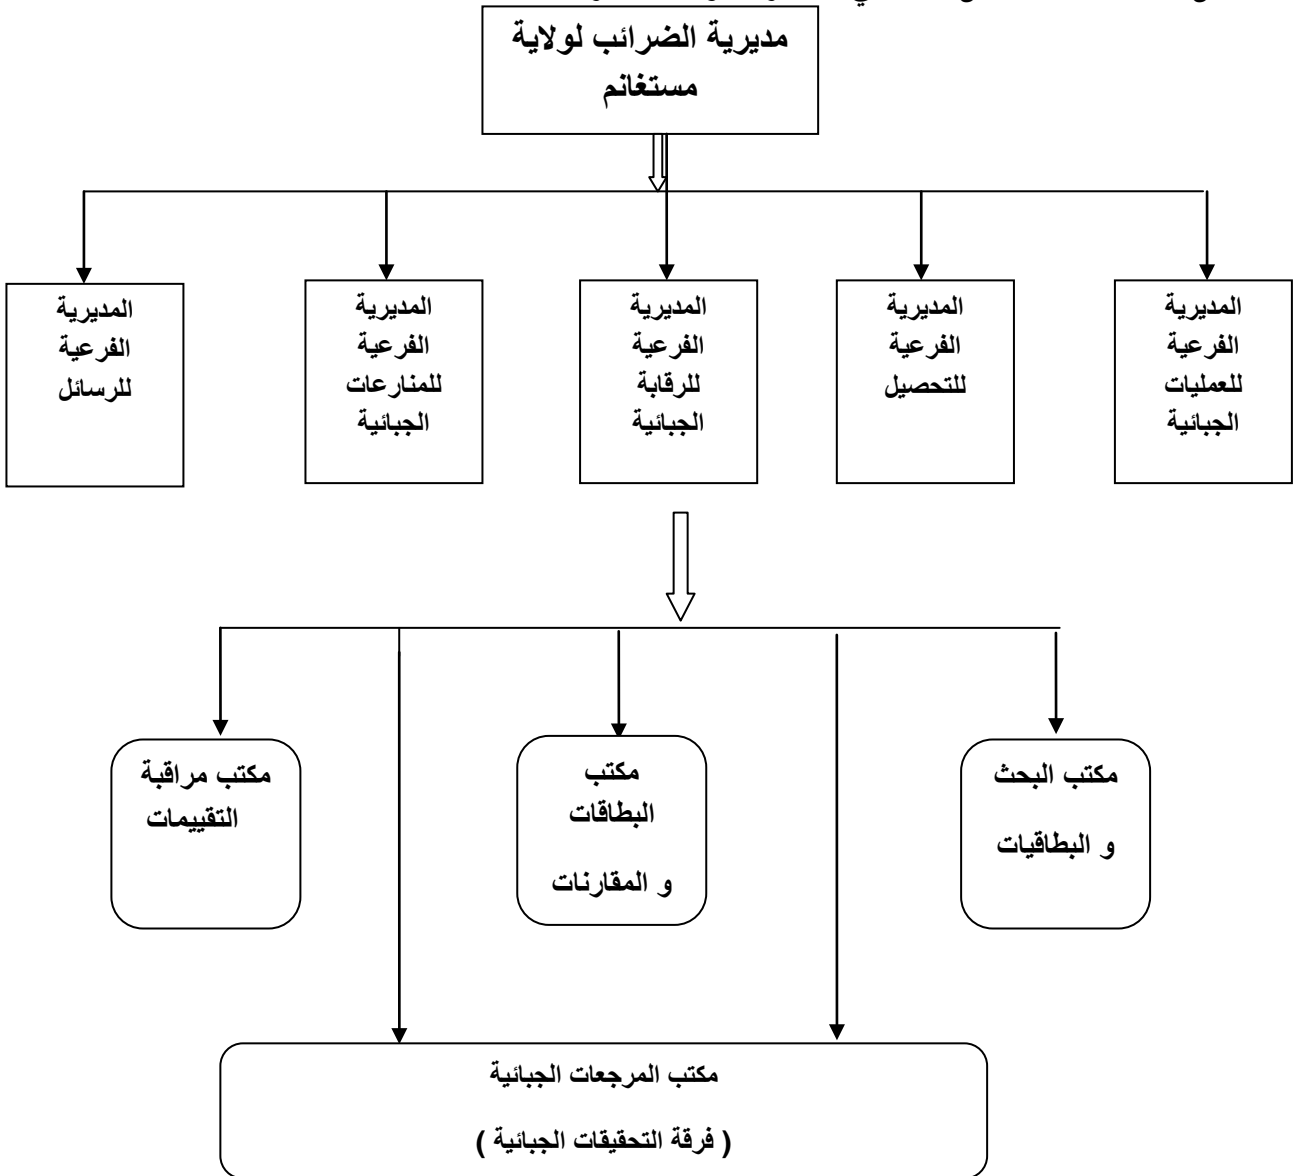 مديرية الضرائب لولاية
مستغانم
المديرية
الفرعية
للعمليات
الجبائية
المديرية
الفرعية
للتحصيل
المديرية
الفرعية
للرقابة
الجبائية
المديرية
الفرعية
للمنارعات
الجبائية
المديرية
الفرعية
للرسائل
مكتب البحث
و البطاقيات
مكتب
البطاقات
و المقارنات
مكتب مراقبة
التقييمات
مكتب المرجعات الجبائية
( فرقة التحقيقات الجبائية )